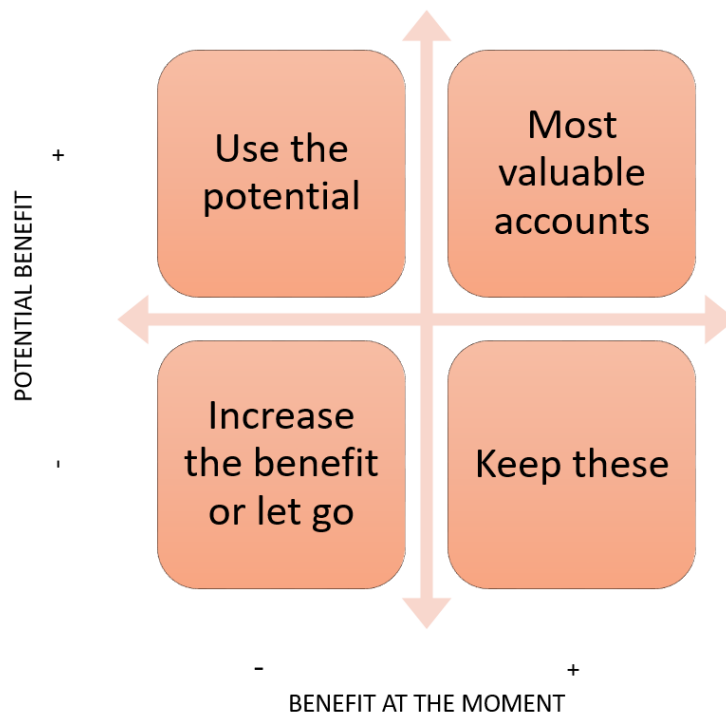 Use the
potential
Most
valuable
accounts
+
POTENTIAL BENEFIT
Increase
the benefit
or let go
Keep these
-
-
+
BENEFIT AT THE MOMENT